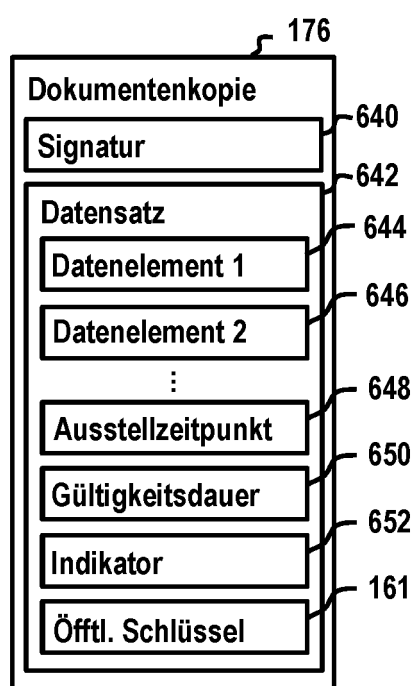 176
Dokumentenkopie
640
Signatur
642
Datensatz
644
Datenelement 1
646
Datenelement 2
⋮
648
Ausstellzeitpunkt
650
Gültigkeitsdauer
652
Indikator
161
Öfftl. Schlüssel